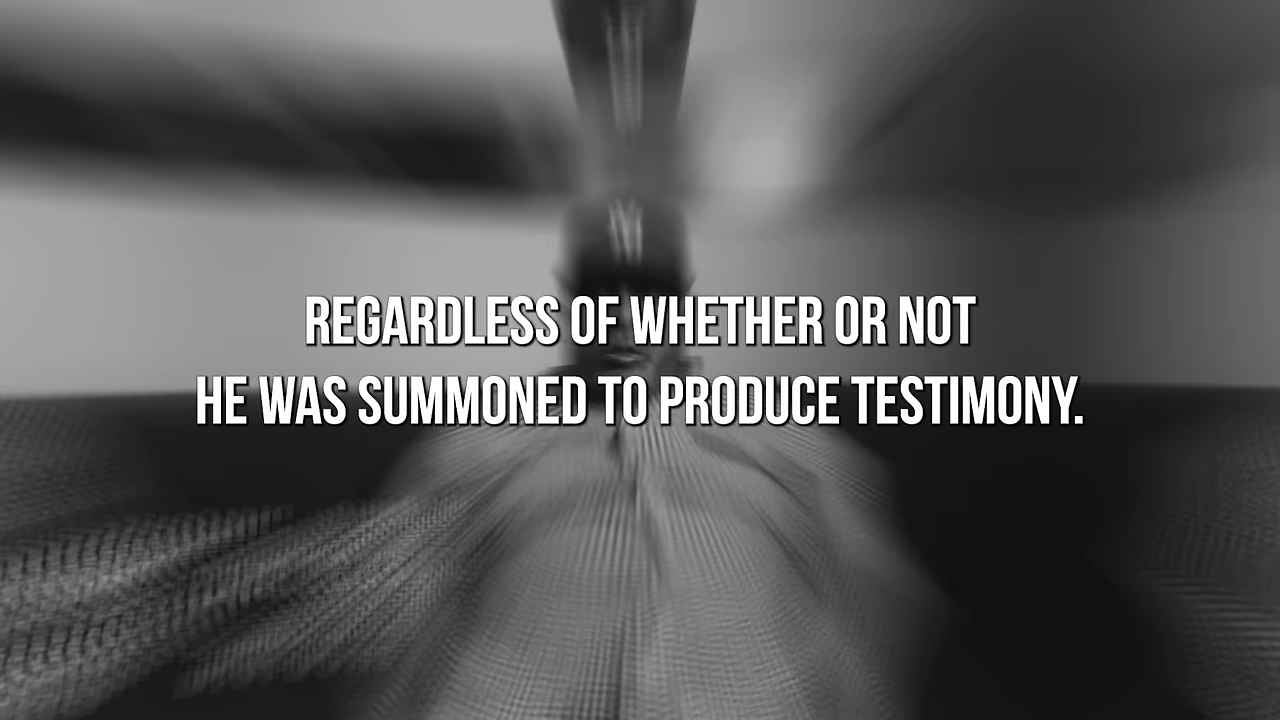 REGARDLESS OF WHETHER OR NOT
HE WAS SUMMONED TO PRODUCE TESTIMONY.